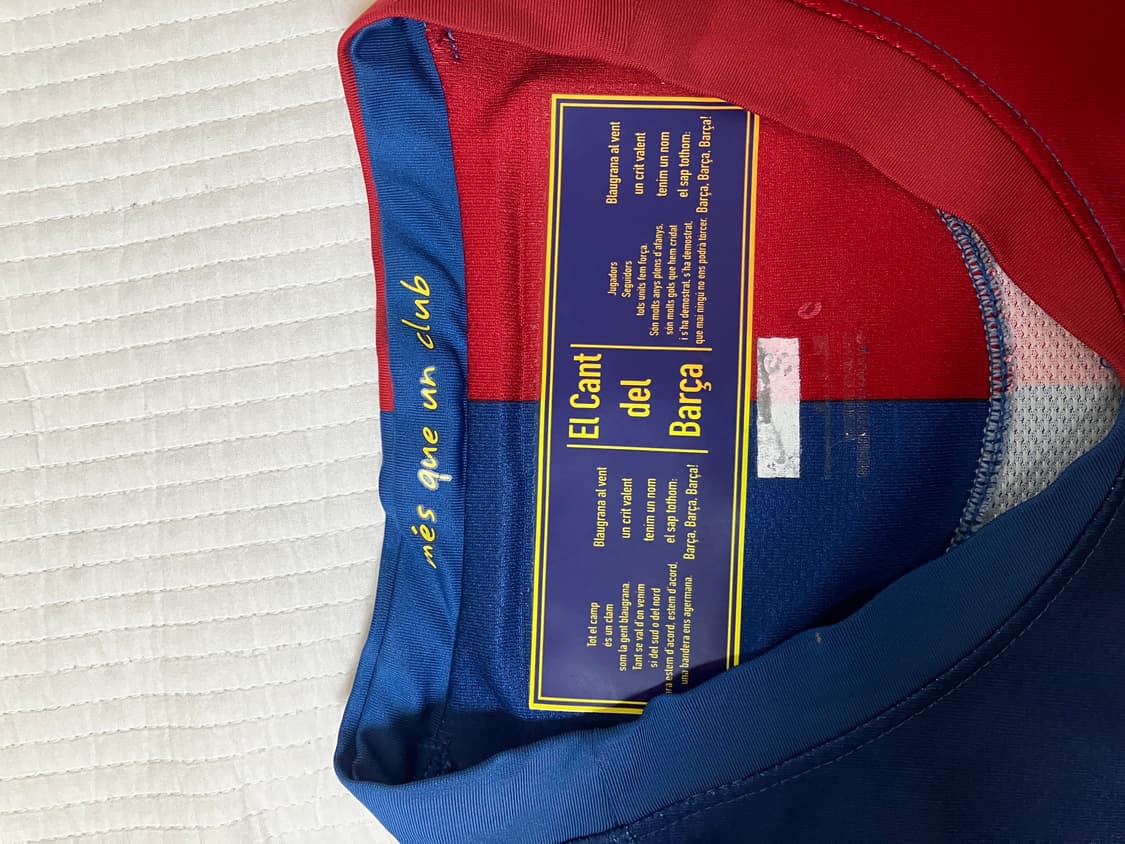 més que un club
Tot el camp
és un clam
som la gent blaugrana.
Tant se val d'on venim
si del sud o del nord
ara estem d'acord, estem d'acord,
una bandera ens agermana.
Blaugrana al vent
un crit valent
tenim un nom
el sap tothom:
Barça, Barça, Barça!
El Cant
del
Barça
Jugadors
Seguidors
tots units fem força.
Són molts anys plens d'afanys,
són molts gols que hem cridat
i s'ha demostrat, s'ha demostrat,
que mai ningú no ens podrà tòrcer.
Blaugrana al vent
un crit valent
tenim un nom
el sap tothom:
Barça, Barça, Barça!